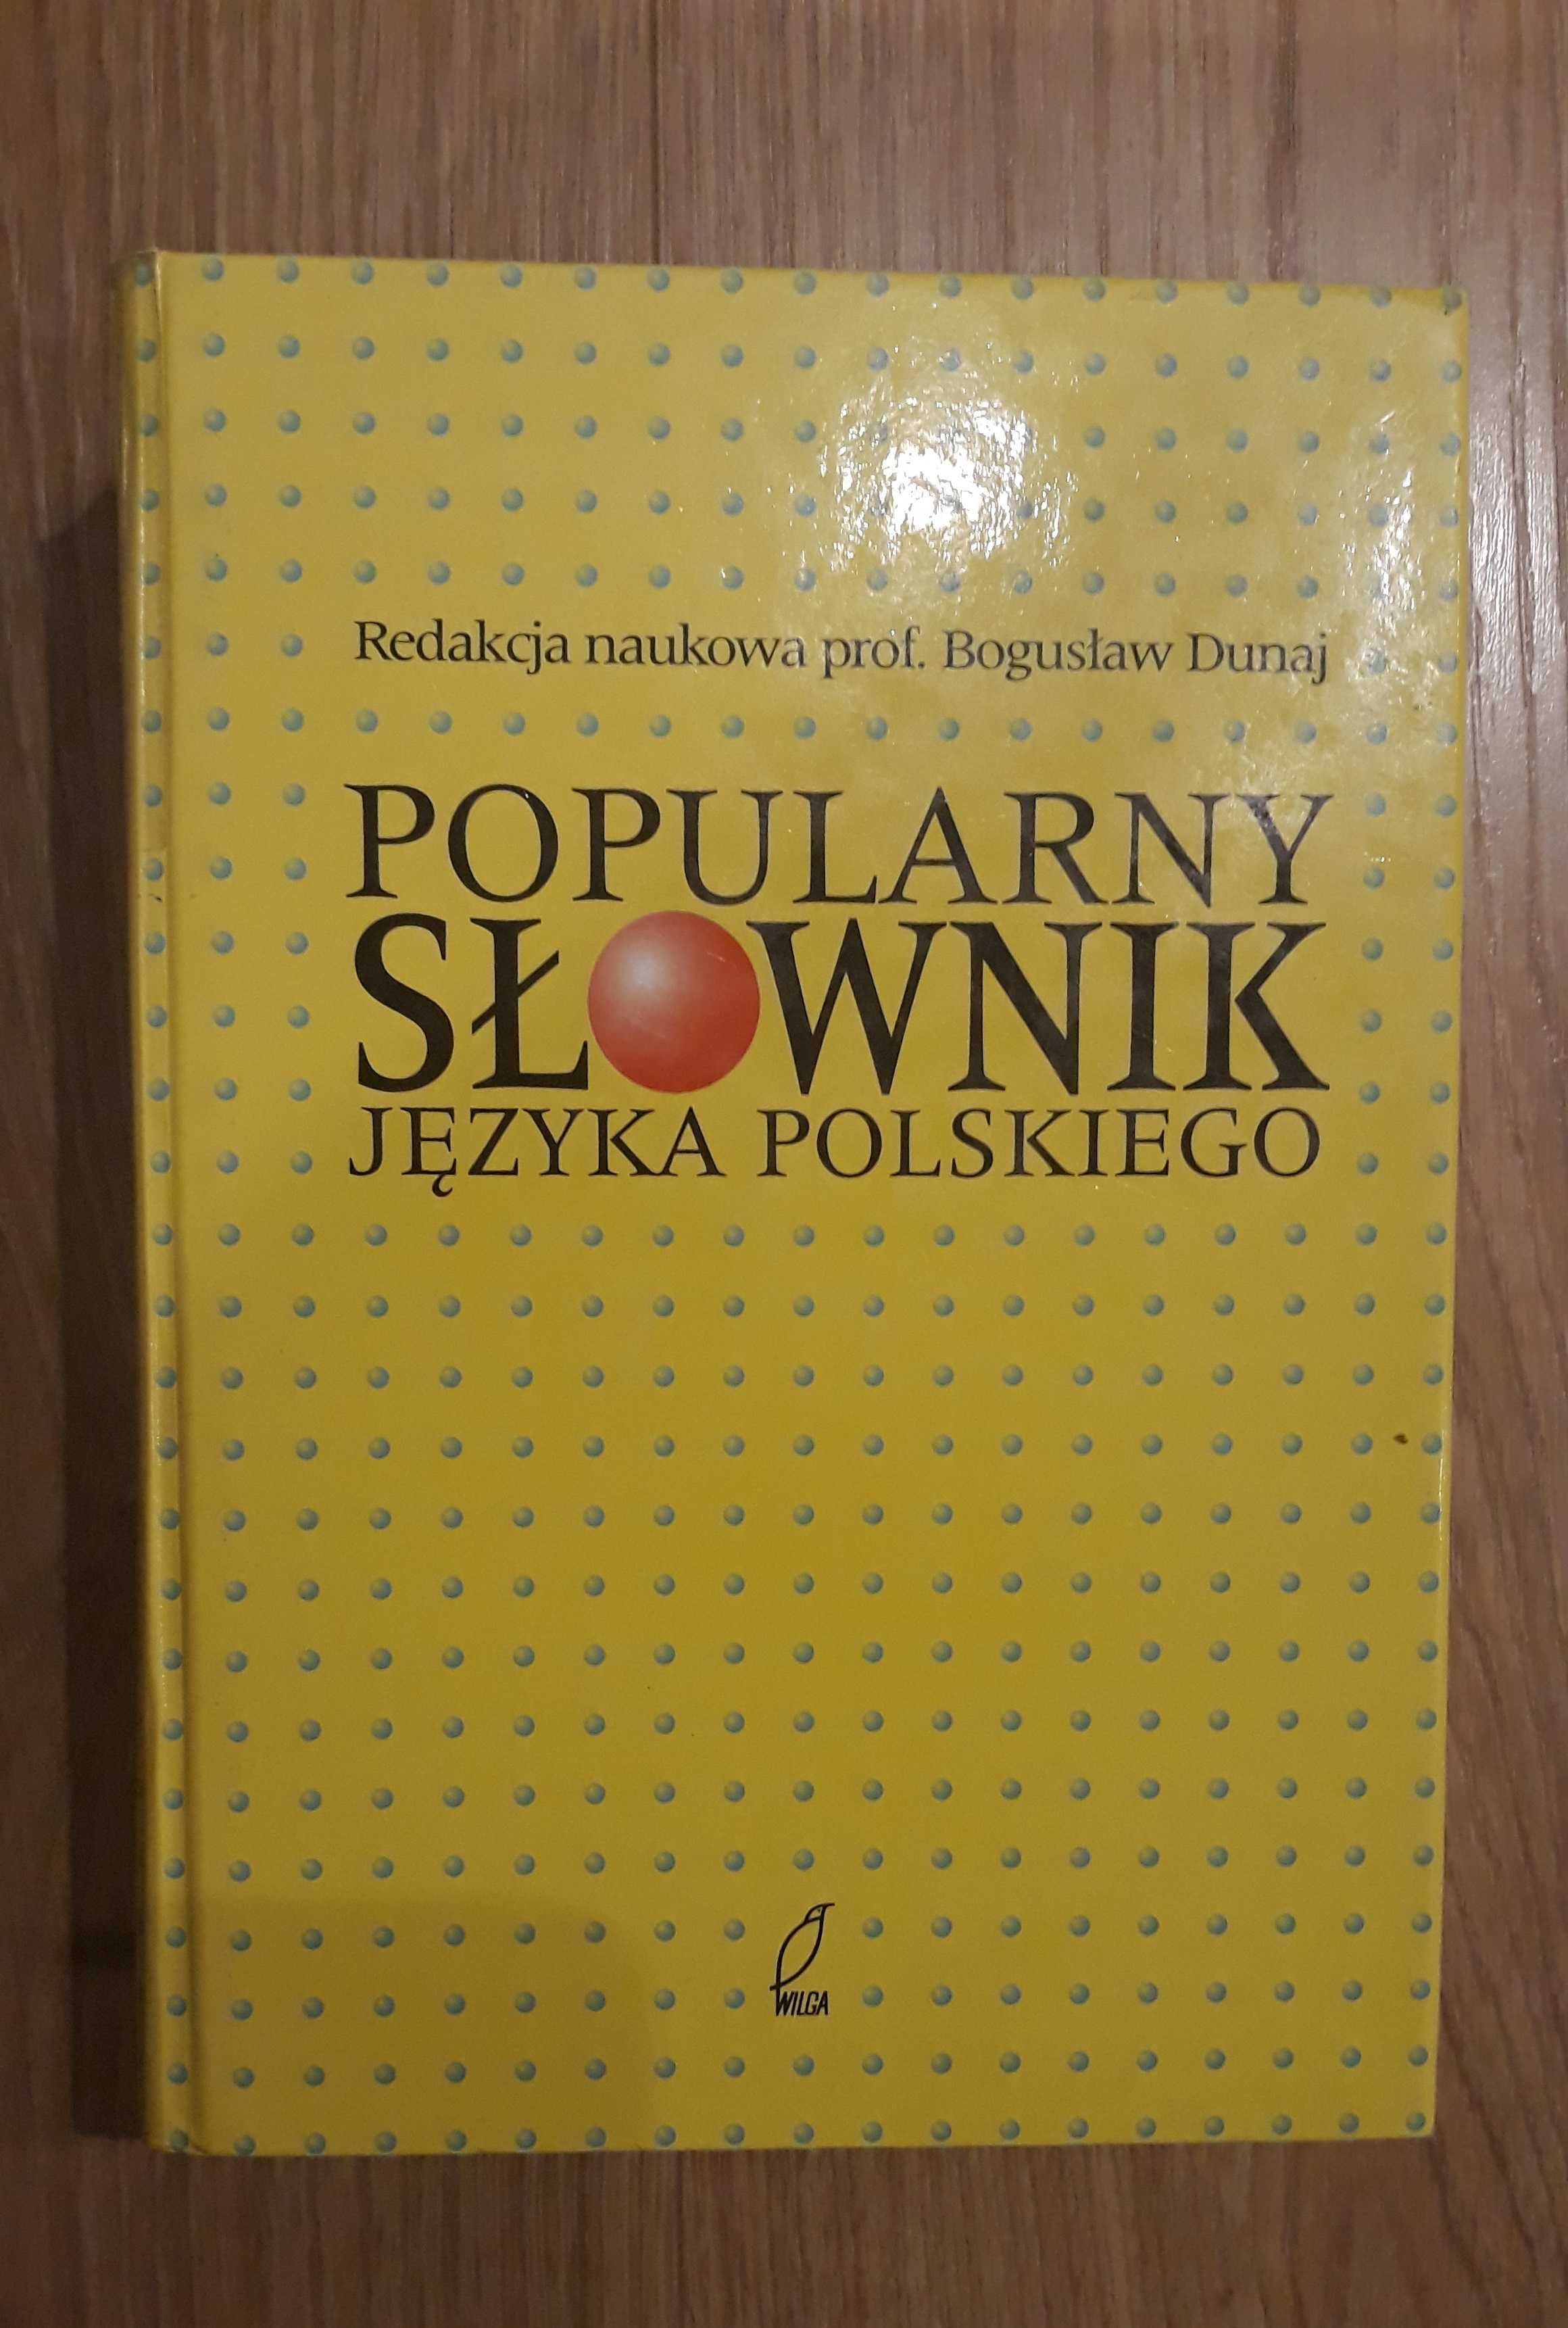 Redakcja naukowa prof. Bogusław Dunaj
POPULARNY
SŁOWNIK
JĘZYKA POLSKIEGO
WILGA